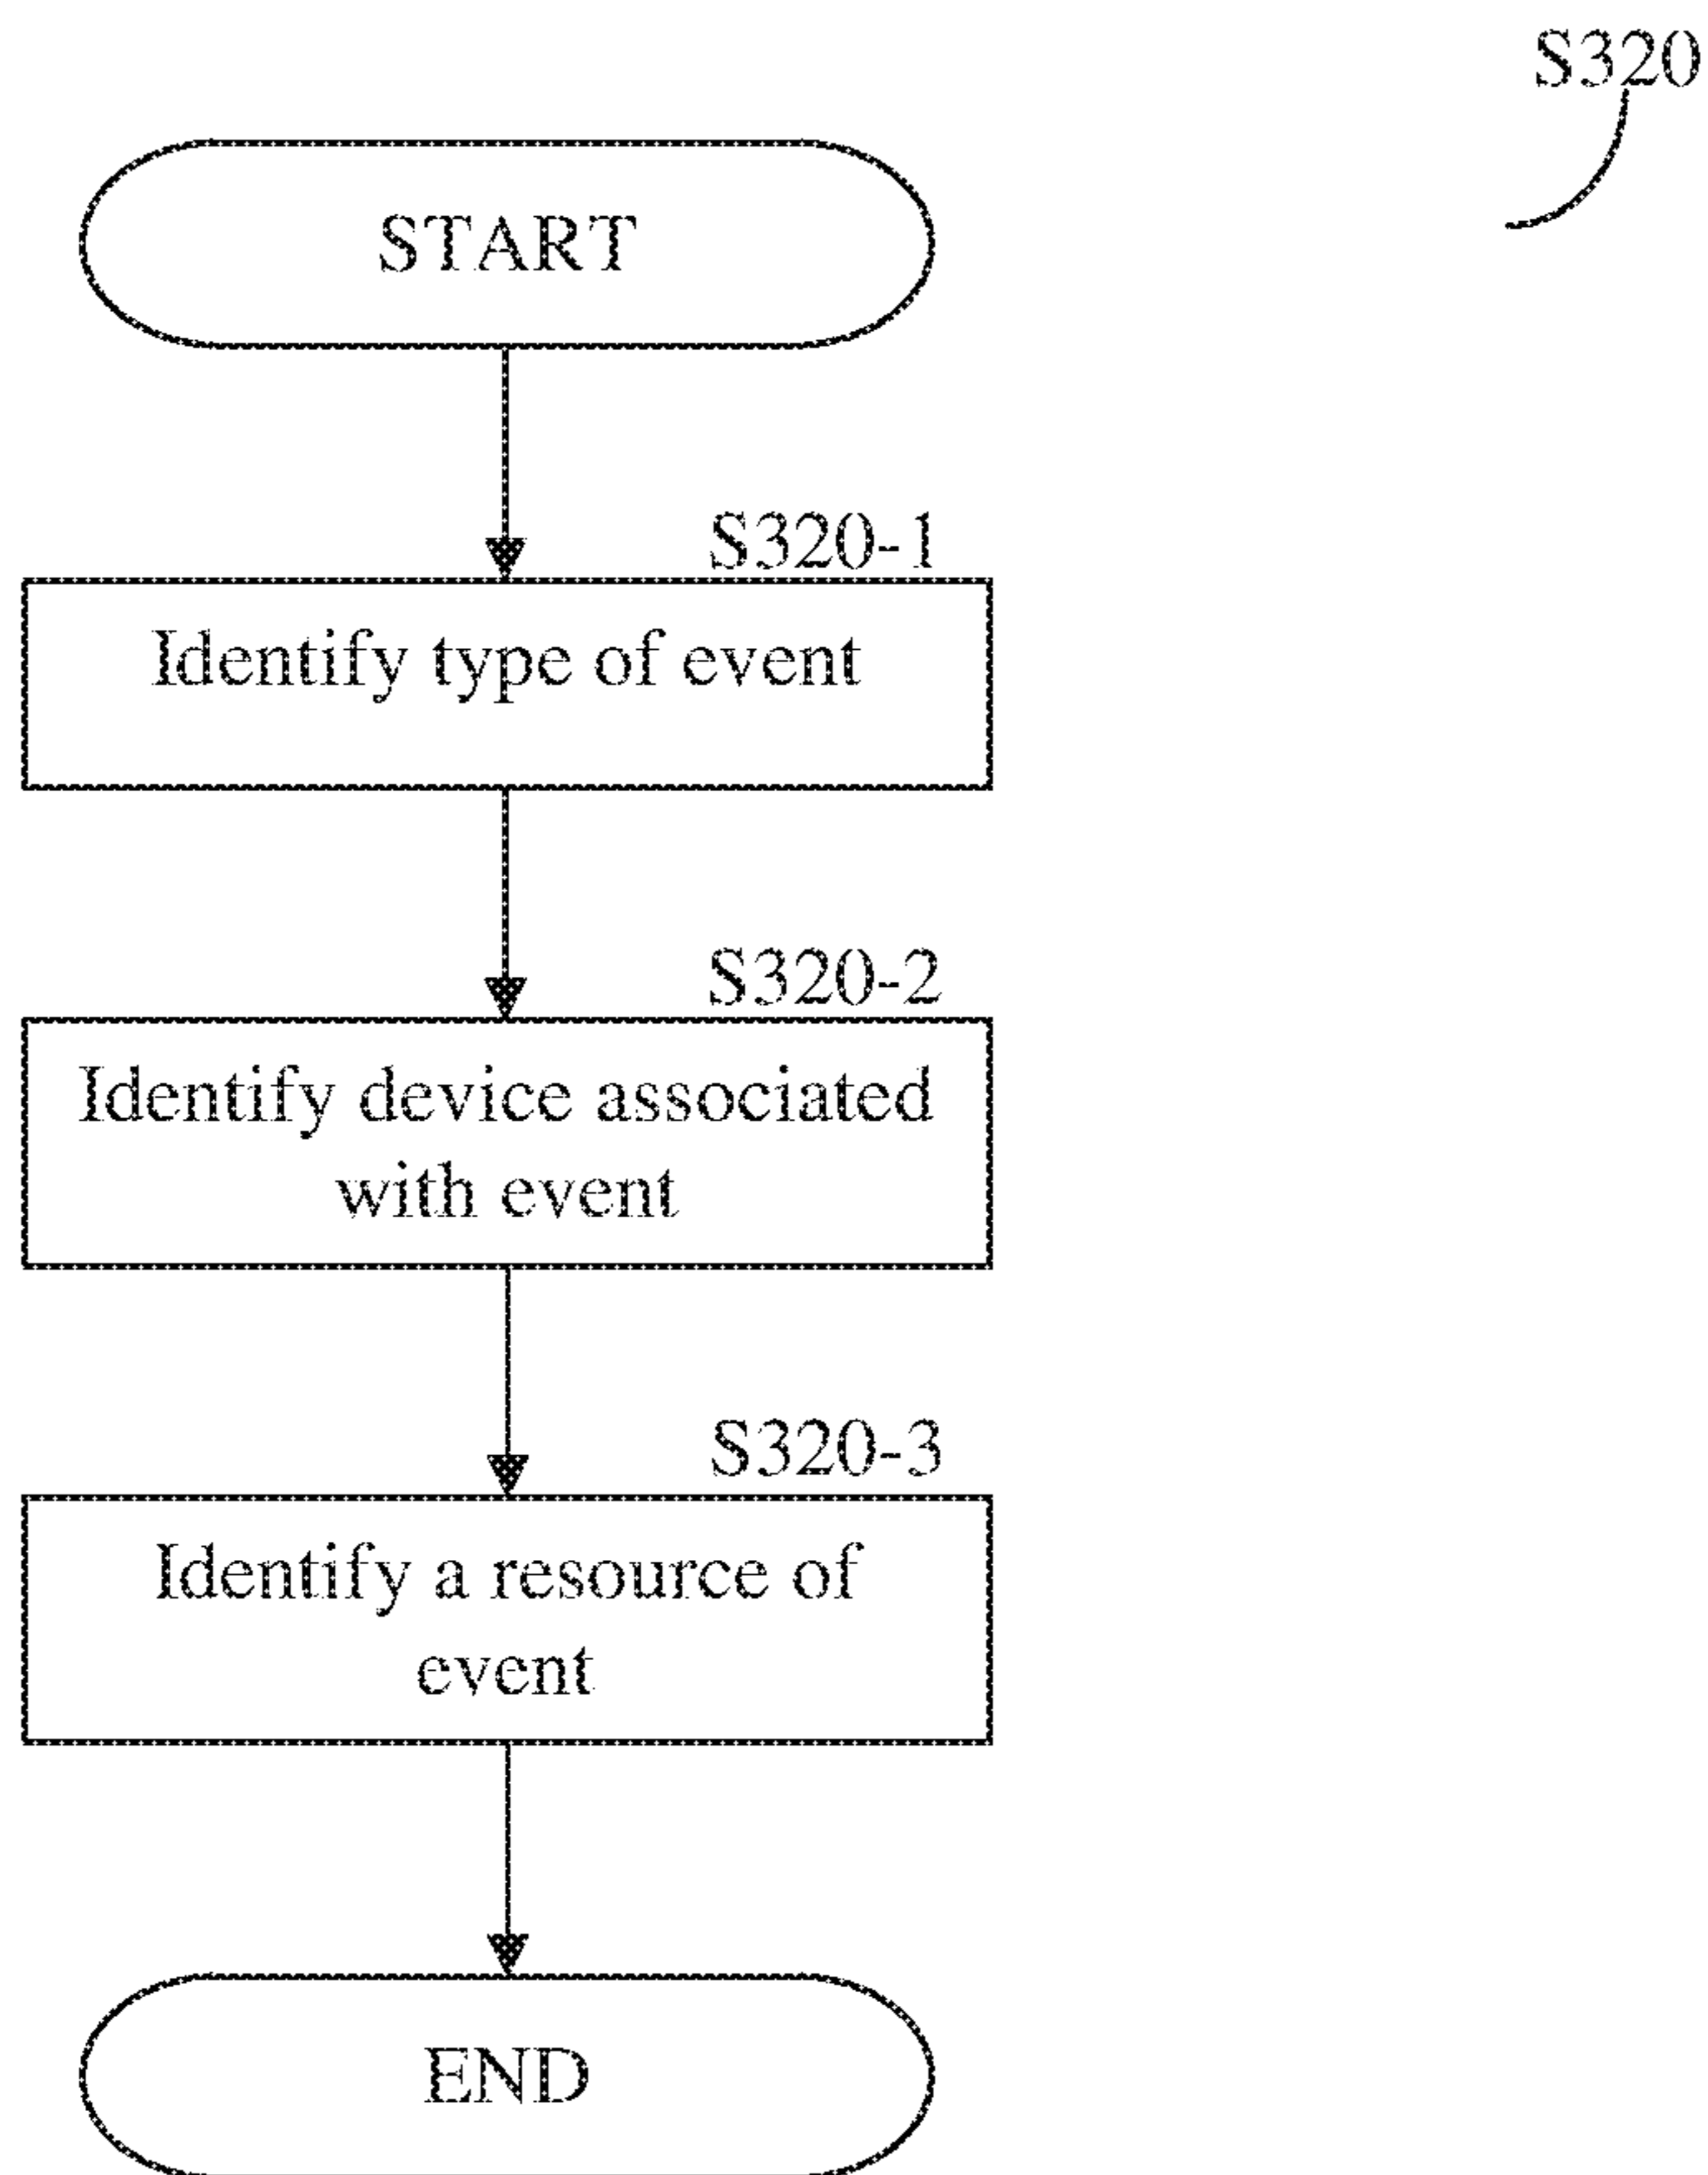 S320
START
S320-1
Identify type of event
S320-2
Identify device associated
with event
S320-3
Identify a resource of
event
END